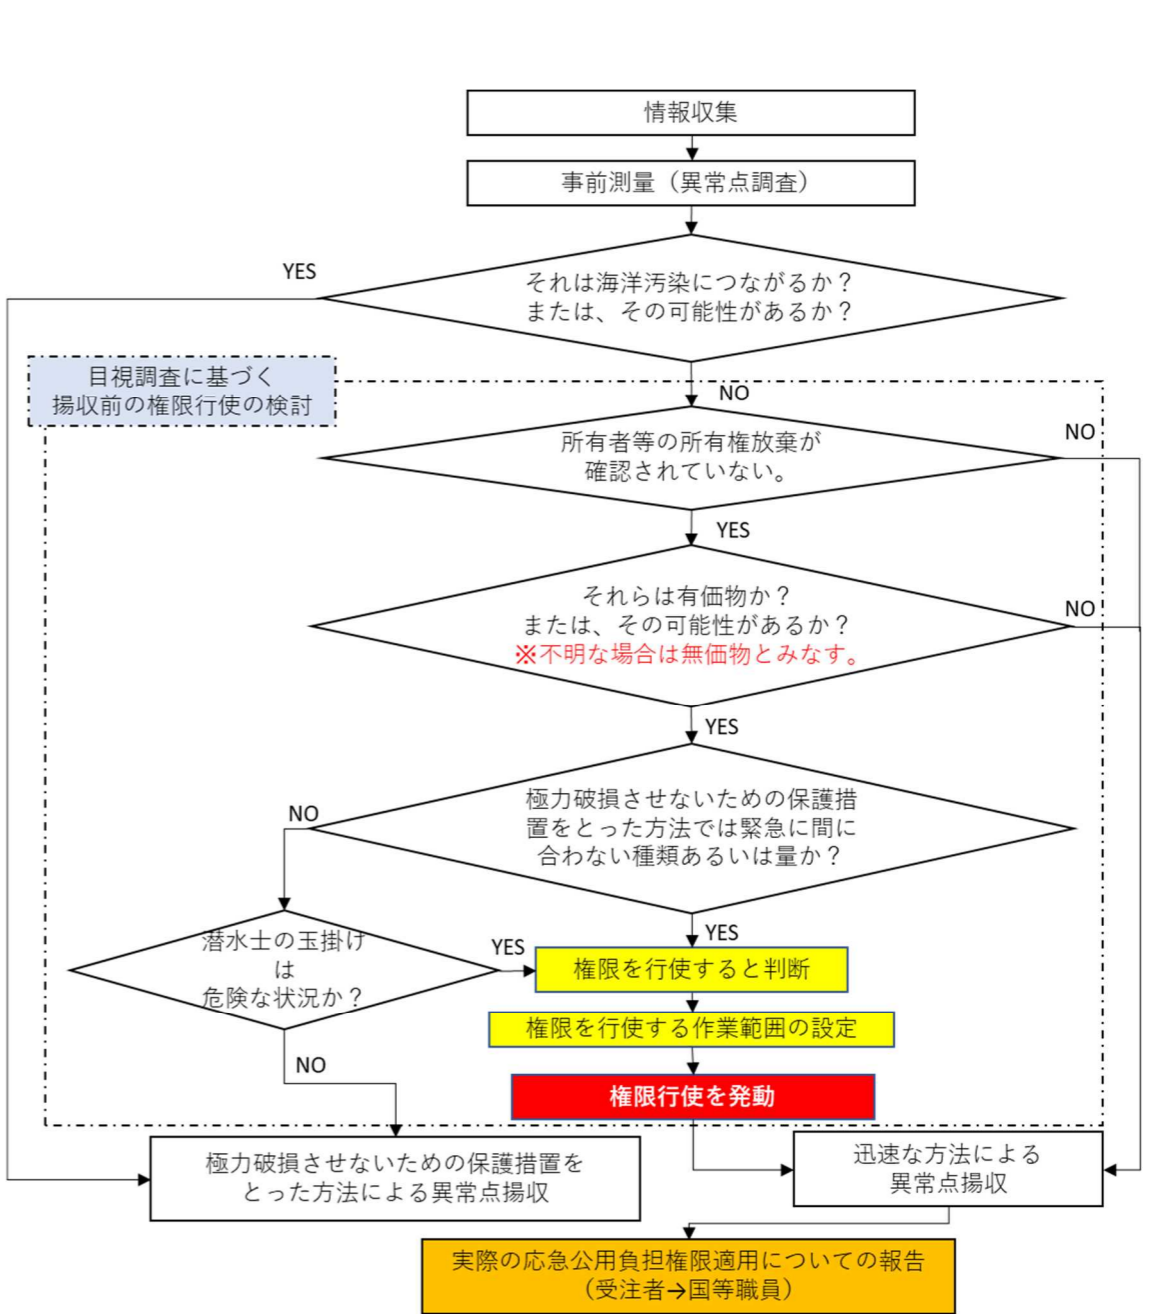 情報収集
事前測量（異常点調査）
YES
それは海洋汚染につながるか？
または、その可能性があるか？
目視調査に基づく
揚収前の権限行使の検討
NO
所有者等の所有権放棄が
確認されていない。
NO
YES
それらは有価物か？
または、その可能性があるか？
※不明な場合は無価物とみなす。
NO
YES
極力破損させないための保護措
置をとった方法では緊急に間に
合わない種類あるいは量か？
NO
YES
潜水士の玉掛け
は
危険な状況か？
YES
権限を行使すると判断
権限を行使する作業範囲の設定
NO
権限行使を発動
極力破損させないための保護措置を
とった方法による異常点揚収
迅速な方法による
異常点揚収
実際の応急公用負担権限適用についての報告
（受注者→国等職員）